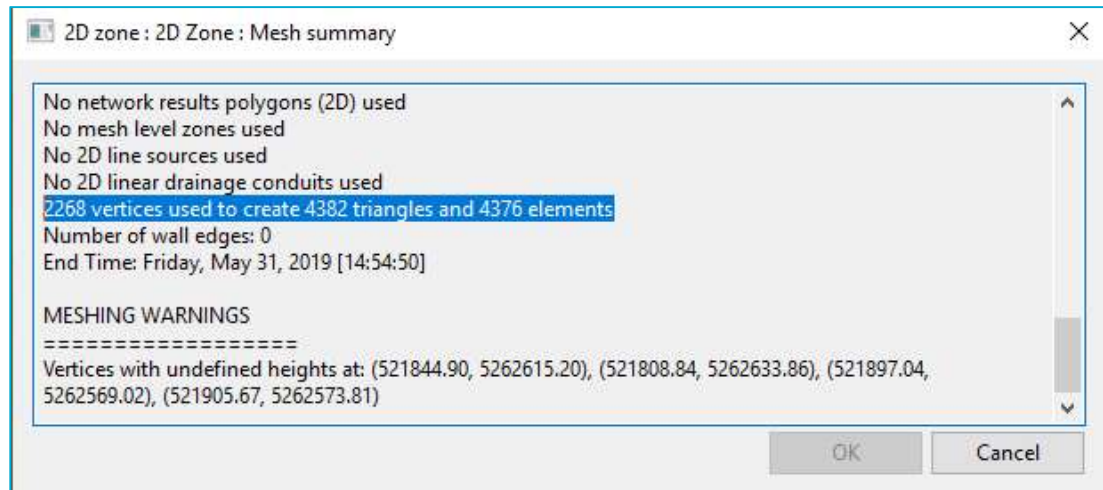 2D zone : 2D Zone : Mesh summary
No network results polygons (2D) used
No mesh level zones used
No 2D line sources used
No 2D linear drainage conduits used
2268 vertices used to create 4382 triangles and 4376 elements
Number of wall edges: 0
End Time: Friday, May 31, 2019 [14:54:50]
MESHING WARNINGS
==================
Vertices with undefined heights at: (521844.90, 5262615.20), (521808.84, 5262633.86), (521897.04,
5262569.02), (521905.67, 5262573.81)
OK Cancel